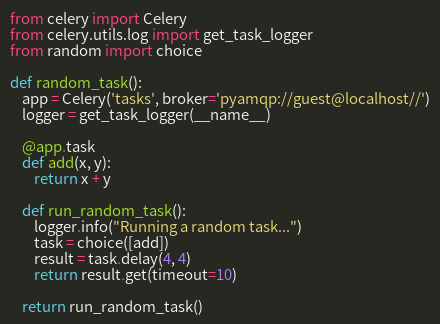 from celery import Celery
from celery.utils.log import get_task_logger
from random import choice

def random_task():
    app = Celery('tasks', broker='pyamqp://guest@localhost//')
    logger = get_task_logger(__name__)

    @app.task
    def add(x, y):
        return x + y

    def run_random_task():
        logger.info("Running a random task...")
        task = choice([add])
        result = task.delay(4, 4)
        return result.get(timeout=10)

    return run_random_task()